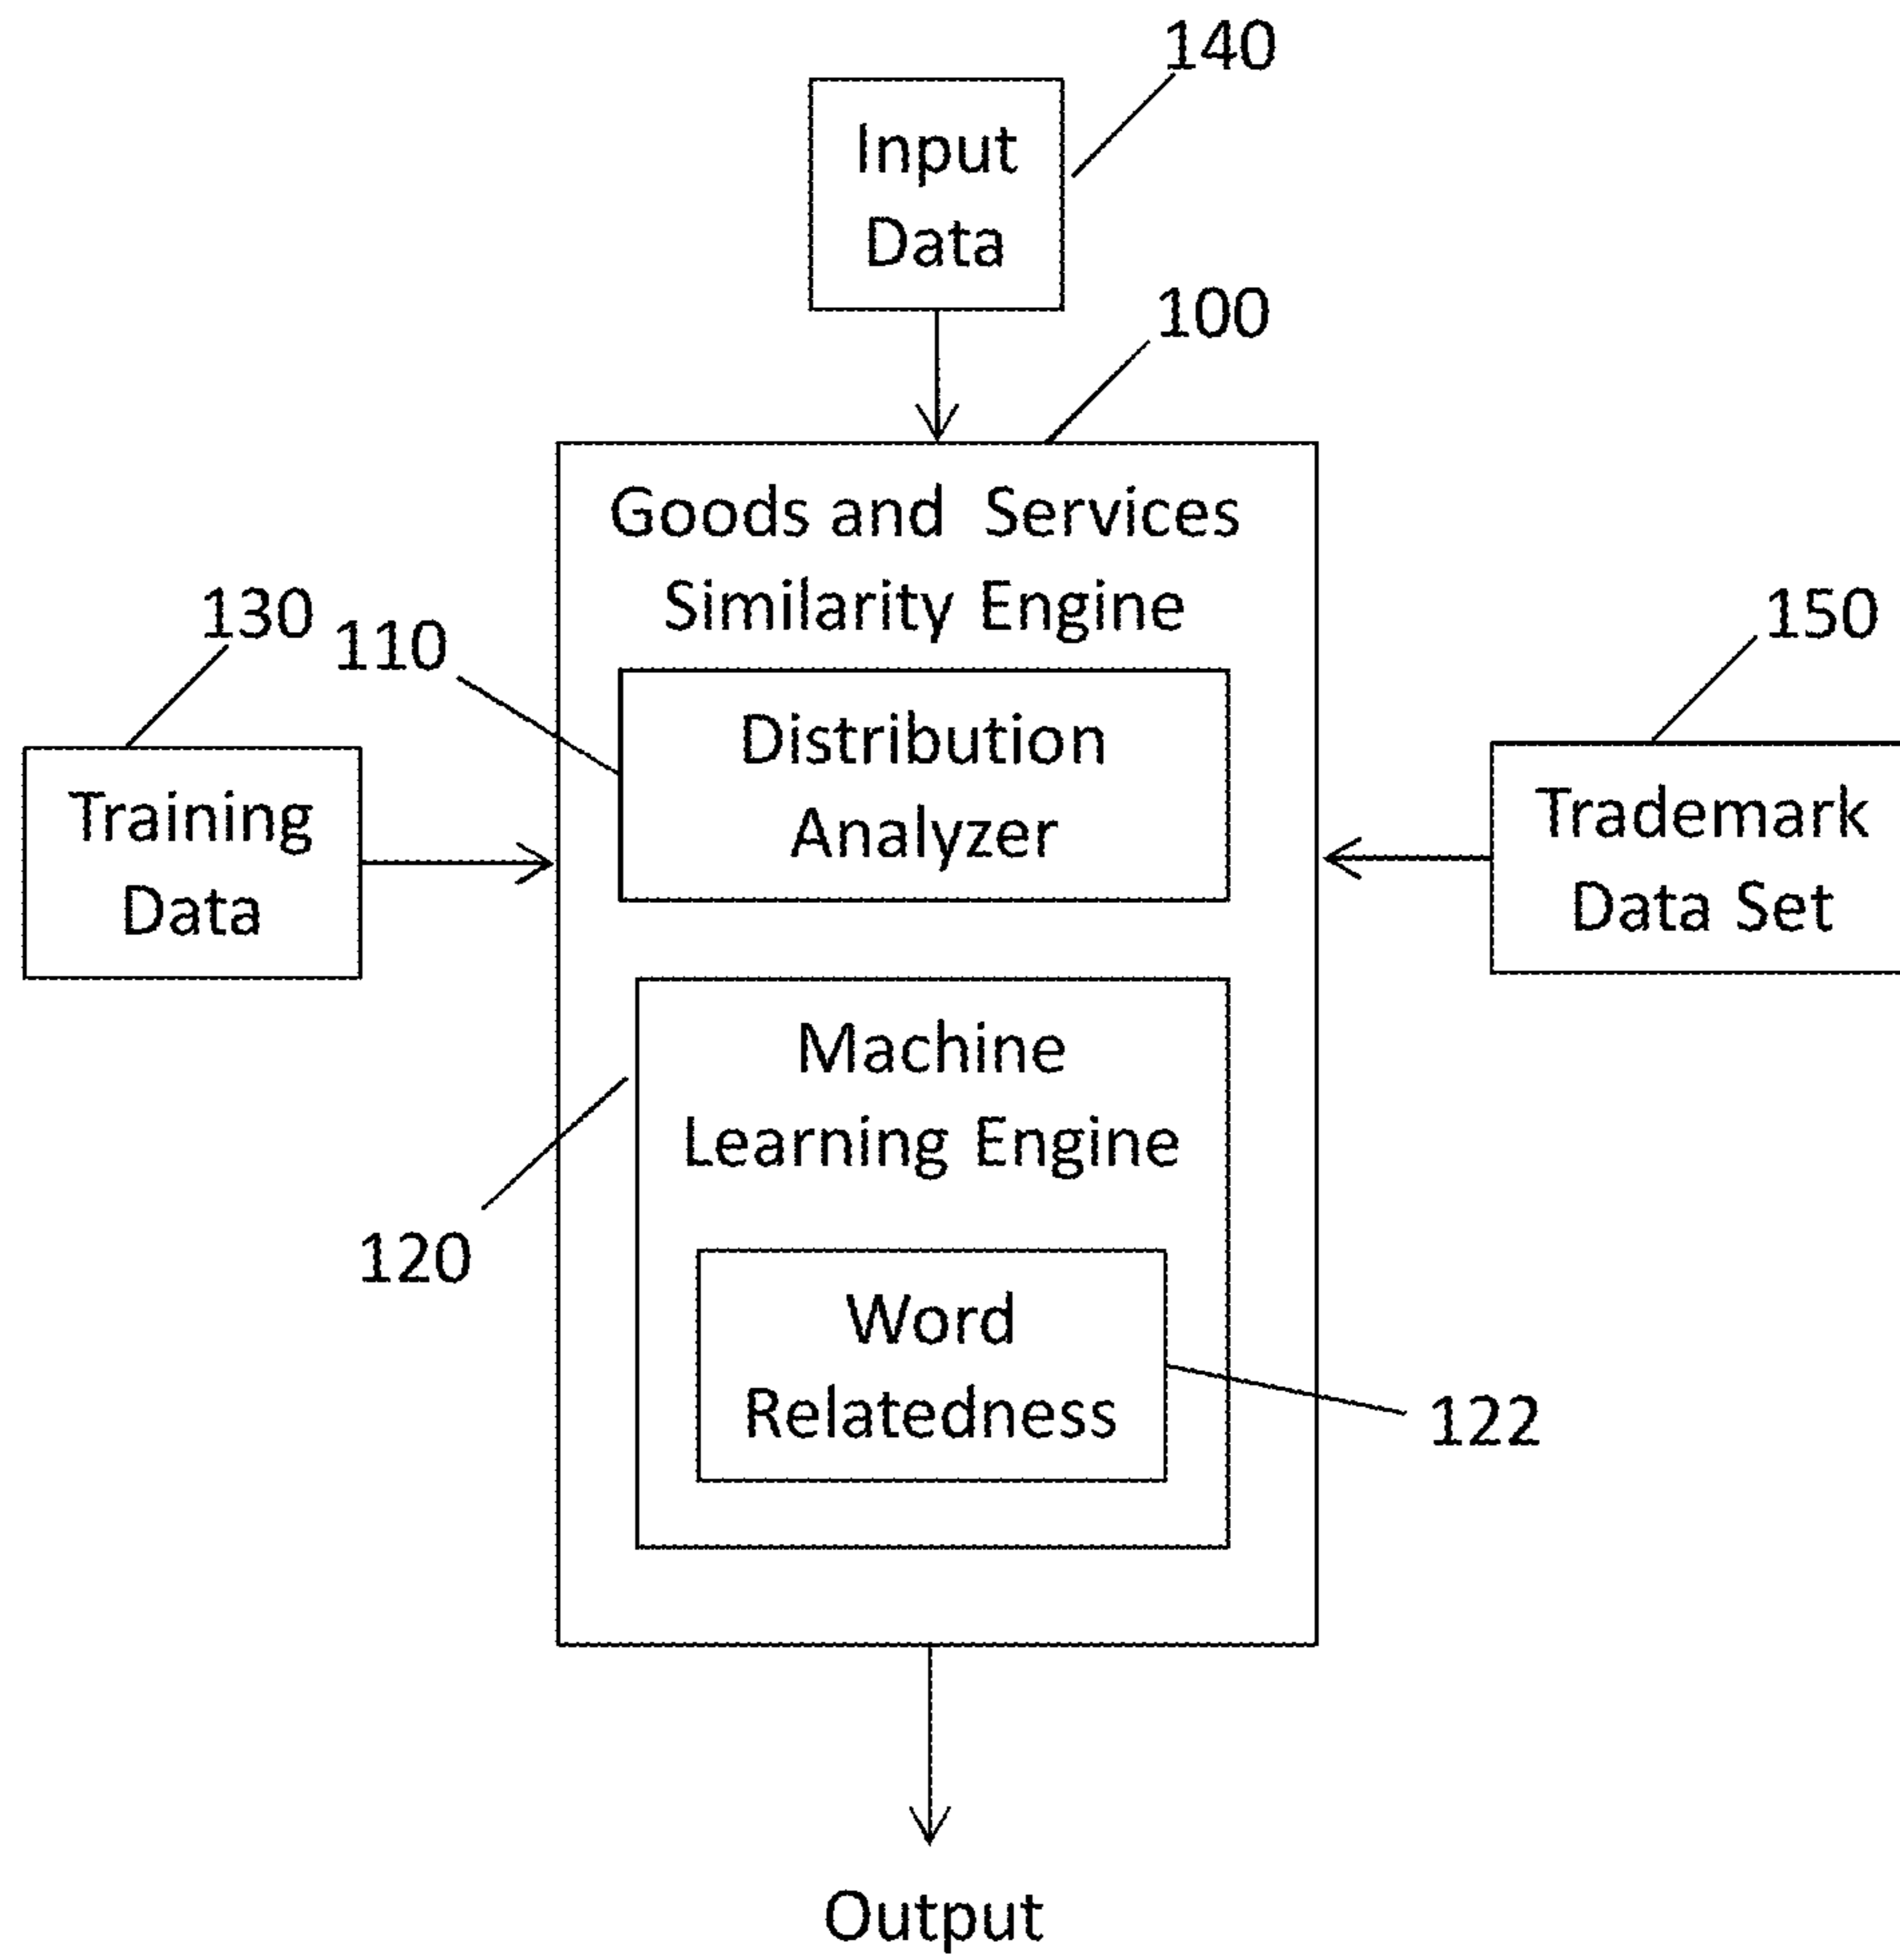 140
Input
Data
100
Goods and Services
Similarity Engine
130
110
150
Distribution
Analyzer
Training
Data
Trademark
Data Set
Machine
Learning Engine
120
Word
Relatedness
122
Output